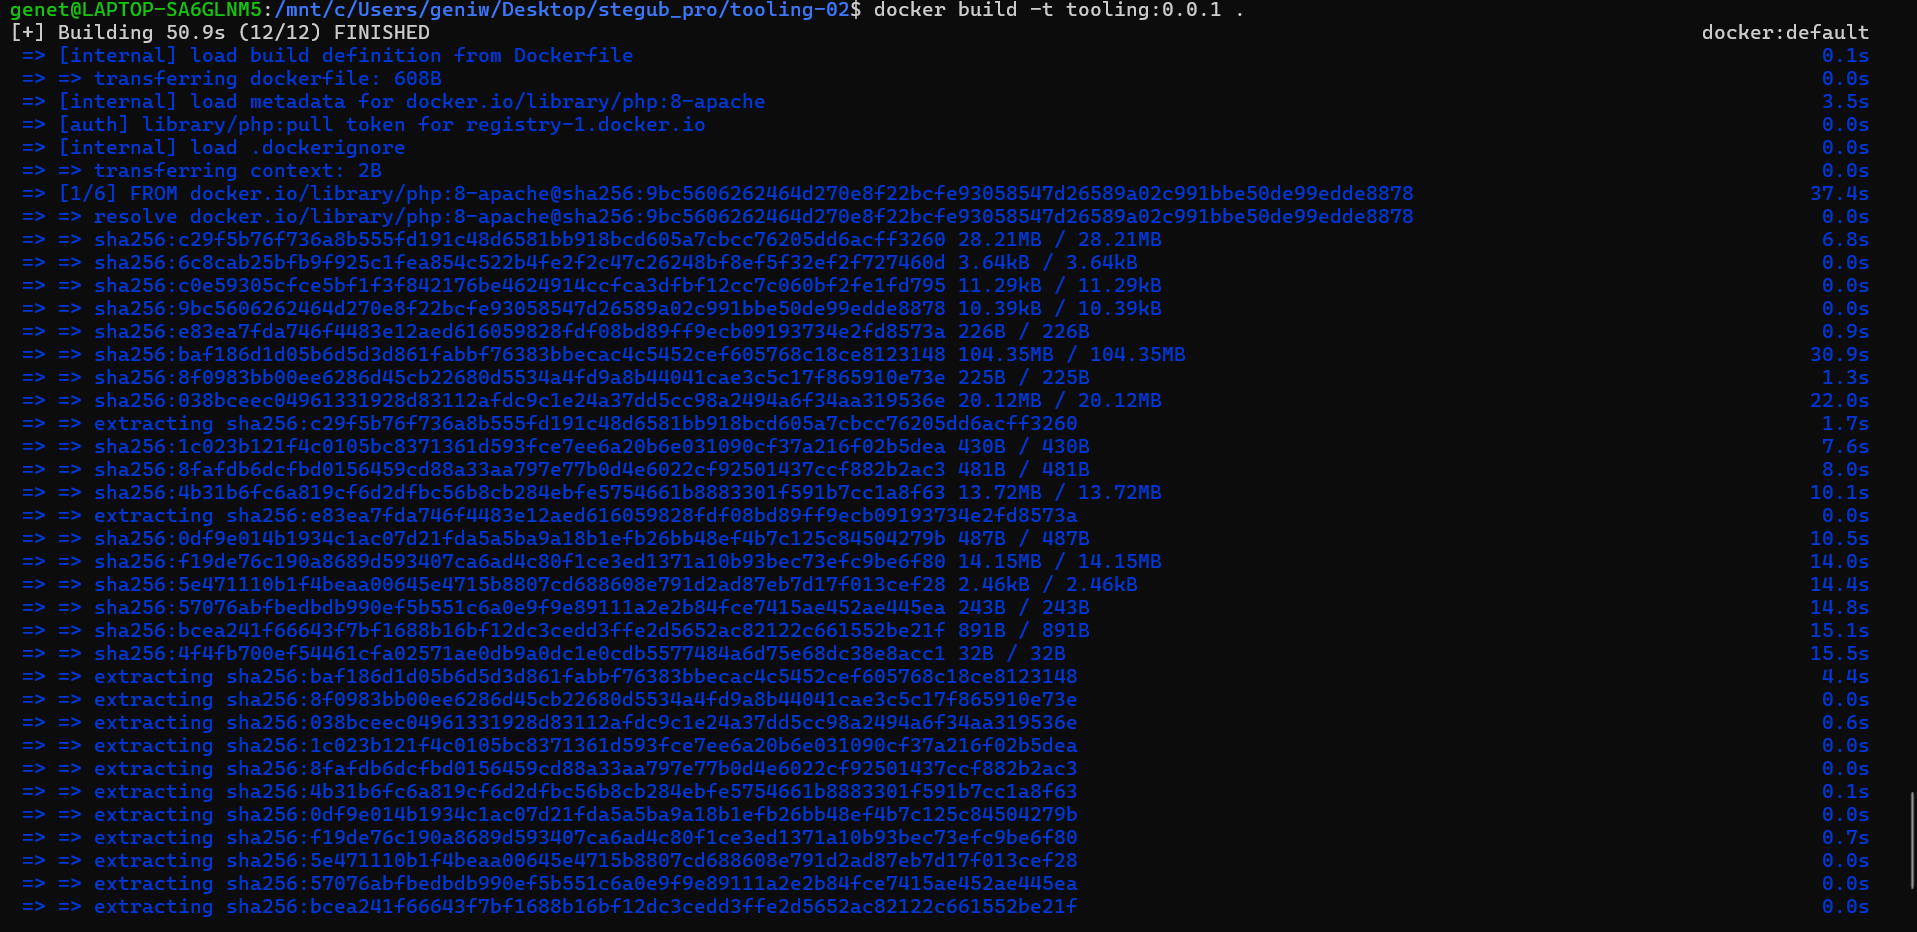 genet@LAPTOP-SA6GLNM5:/mnt/c/Users/geniw/Desktop/stegub_pro/tooling-02$ docker build -t tooling:0.0.1 .
[+] Building 50.9s (12/12) FINISHED docker:default
=> [internal] load build definition from Dockerfile 0.1s
=> => transferring dockerfile: 608B 0.0s
=> [internal] load metadata for docker.io/library/php:8-apache 3.5s
=> [auth] library/php:pull token for registry-1.docker.io 0.0s
=> [internal] load .dockerignore 0.0s
=> => transferring context: 2B 0.0s
=> [1/6] FROM docker.io/library/php:8-apache@sha256:9bc5606262464d270e8f22bcfe93058547d26589a02c991bbe50de99edde8878 37.4s
=> => resolve docker.io/library/php:8-apache@sha256:9bc5606262464d270e8f22bcfe93058547d26589a02c991bbe50de99edde8878 0.0s
=> => sha256:c29f5b76f736a8b555fd191c48d6581bb918bcd605a7cbcc76205dd6acff3260 28.21MB / 28.21MB 6.8s
=> => sha256:6c8cab25bfb9f925c1fea854c522b4fe2f2c47c26248bf8ef5f32ef2f727460d 3.64kB / 3.64kB 0.0s
=> => sha256:c0e59305cfce5bf1f3f842176be4624914ccfca3dfbf12cc7c060bf2fe1fd795 11.29kB / 11.29kB 0.0s
=> => sha256:9bc5606262464d270e8f22bcfe93058547d26589a02c991bbe50de99edde8878 10.39kB / 10.39kB 0.0s
=> => sha256:e83ea7fda746f4483e12aed616059828fdf08bd89ff9ecb09193734e2fd8573a 226B / 226B 0.9s
=> => sha256:baf186d1d05b6d5d3d861fabbf76383bbecac4c5452cef605768c18ce8123148 104.35MB / 104.35MB 30.9s
=> => sha256:8f0983bb00ee6286d45cb22680d5534a4fd9a8b44041cae3c5c17f865910e73e 225B / 225B 1.3s
=> => sha256:038bceec04961331928d83112afdc9c1e24a37dd5cc98a2494a6f34aa319536e 20.12MB / 20.12MB 22.0s
=> => extracting sha256:c29f5b76f736a8b555fd191c48d6581bb918bcd605a7cbcc76205dd6acff3260 1.7s
=> => sha256:1c023b121f4c0105bc8371361d593fce7ee6a20b6e031090cf37a216f02b5dea 430B / 430B 7.6s
=> => sha256:8fafdb6dcfbd0156459cd88a33aa797e77b0d4e6022cf92501437ccf882b2ac3 481B / 481B 8.0s
=> => sha256:4b31b6fc6a819cf6d2dfbc56b8cb284ebfe5754661b8883301f591b7cc1a8f63 13.72MB / 13.72MB 10.1s
=> => extracting sha256:e83ea7fda746f4483e12aed616059828fdf08bd89ff9ecb09193734e2fd8573a 0.0s
=> => sha256:0df9e014b1934c1ac07d21fda5a5ba9a18b1efb26bb48ef4b7c125c84504279b 487B / 487B 10.5s
=> => sha256:f19de76c190a8689d593407ca6ad4c80f1ce3ed1371a10b93bec73efc9be6f80 14.15MB / 14.15MB 14.0s
=> => sha256:5e471110b1f4beaa00645e4715b8807cd688608e791d2ad87eb7d17f013cef28 2.46kB / 2.46kB 14.4s
=> => sha256:57076abfbedbdb990ef5b551c6a0e9f9e89111a2e2b84fce7415ae452ae445ea 243B / 243B 14.8s
=> => sha256:bcea241f66643f7bf1688b16bf12dc3cedd3ffe2d5652ac82122c661552be21f 891B / 891B 15.1s
=> => sha256:4f4fb700ef54461cfa02571ae0db9a0dc1e0cdb5577484a6d75e68dc38e8acc1 32B / 32B 15.5s
=> => extracting sha256:baf186d1d05b6d5d3d861fabbf76383bbecac4c5452cef605768c18ce8123148 4.4s
=> => extracting sha256:8f0983bb00ee6286d45cb22680d5534a4fd9a8b44041cae3c5c17f865910e73e 0.0s
=> => extracting sha256:038bceec04961331928d83112afdc9c1e24a37dd5cc98a2494a6f34aa319536e 0.6s
=> => extracting sha256:1c023b121f4c0105bc8371361d593fce7ee6a20b6e031090cf37a216f02b5dea 0.0s
=> => extracting sha256:8fafdb6dcfbd0156459cd88a33aa797e77b0d4e6022cf92501437ccf882b2ac3 0.0s
=> => extracting sha256:4b31b6fc6a819cf6d2dfbc56b8cb284ebfe5754661b8883301f591b7cc1a8f63 0.1s
=> => extracting sha256:0df9e014b1934c1ac07d21fda5a5ba9a18b1efb26bb48ef4b7c125c84504279b 0.0s
=> => extracting sha256:f19de76c190a8689d593407ca6ad4c80f1ce3ed1371a10b93bec73efc9be6f80 0.7s
=> => extracting sha256:5e471110b1f4beaa00645e4715b8807cd688608e791d2ad87eb7d17f013cef28 0.0s
=> => extracting sha256:57076abfbedbdb990ef5b551c6a0e9f9e89111a2e2b84fce7415ae452ae445ea 0.0s
=> => extracting sha256:bcea241f66643f7bf1688b16bf12dc3cedd3ffe2d5652ac82122c661552be21f 0.0s